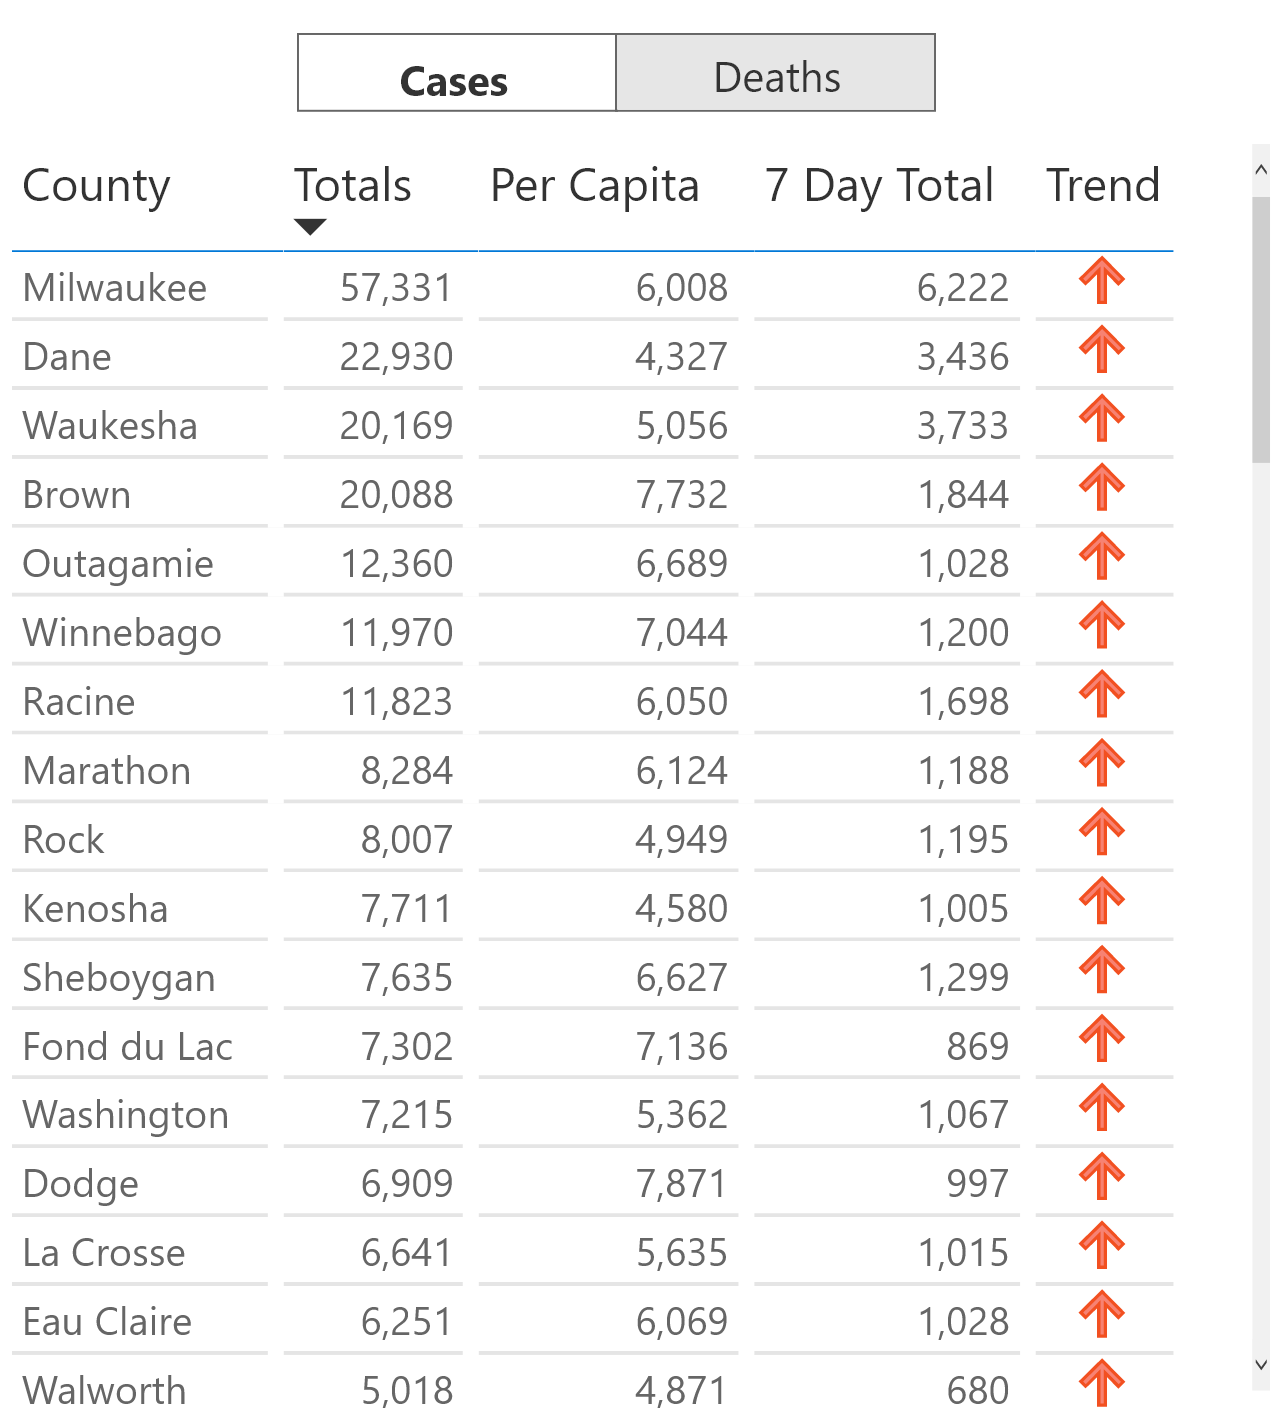 Cases Deaths
County Totals Per Capita 7 Day Total Trend
Milwaukee 57,331 6,008 6,222
Dane 22,930 4,327 3,436
Waukesha 20,169 5,056 3,733
Brown 20,088 7,732 1,844
Outagamie 12,360 6,689 1,028
Winnebago 11,970 7,044 1,200
Racine 11,823 6,050 1,698
Marathon 8,284 6,124 1,188
Rock 8,007 4,949 1,195
Kenosha 7,711 4,580 1,005
Sheboygan 7,635 6,627 1,299
Fond du Lac 7,302 7,136 869
Washington 7,215 5,362 1,067
Dodge 6,909 7,871 997
La Crosse 6,641 5,635 1,015
Eau Claire 6,251 6,069 1,028
Walworth 5,018 4,871 680